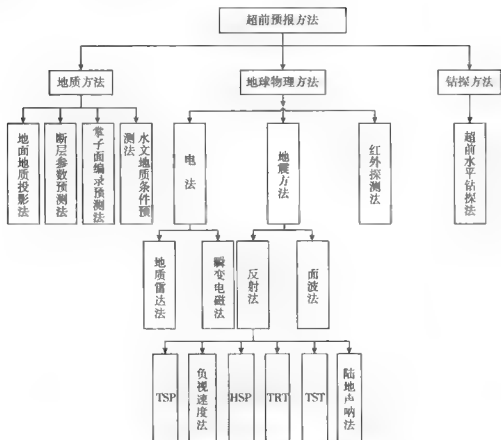 超前预报方法
地质方法
地球物理方法
钻探方法
地面地质投影法
断层参数预测法
掌子面编录预测法
水文地质条件预测法
电法
地震方法
红外探测法
超前水平钻探法
地质雷达法
瞬变电磁法
反射法
面波法
TSP
负视速度法
HSP
TRT
TST
陆地声呐法